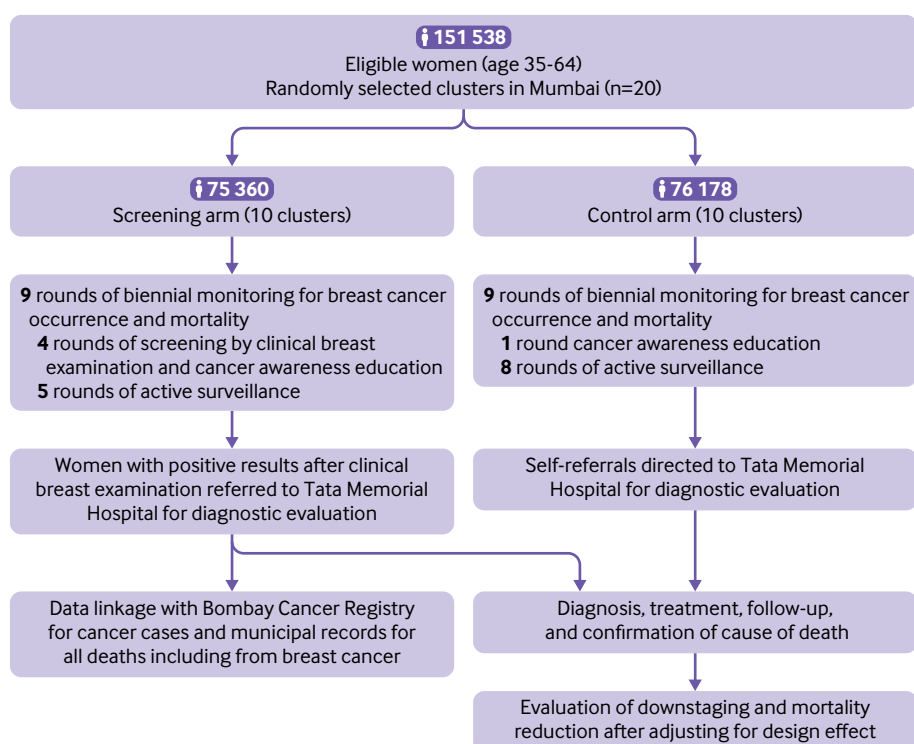 151 538
Eligible women (age 35-64)
Randomly selected clusters in Mumbai (n=20)
75 360
Screening arm (10 clusters)
76 178
Control arm (10 clusters)
9 rounds of biennial monitoring for breast cancer
occurrence and mortality
4 rounds of screening by clinical breast
examination and cancer awareness education
5 rounds of active surveillance
9 rounds of biennial monitoring for breast cancer
occurrence and mortality
1 round cancer awareness education
8 rounds of active surveillance
Women with positive results after clinical
breast examination referred to Tata Memorial
Hospital for diagnostic evaluation
Self-referrals directed to Tata Memorial
Hospital for diagnostic evaluation
Data linkage with Bombay Cancer Registry
for cancer cases and municipal records for
all deaths including from breast cancer
Diagnosis, treatment, follow-up,
and confirmation of cause of death
Evaluation of downstaging and mortality
reduction after adjusting for design effect